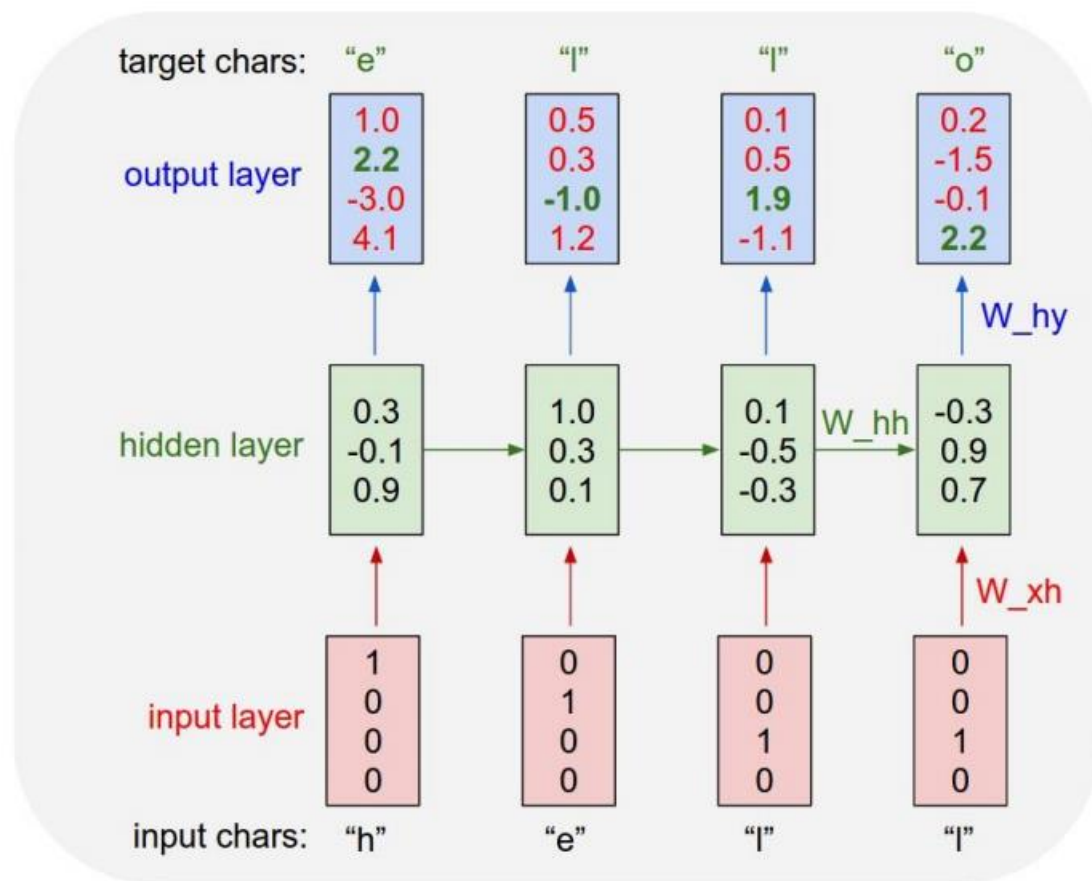 target chars: “e” “l” “l” “o”
1.0 0.5 0.1 0.2
2.2 0.3 0.5 -1.5
output layer
-3.0 -1.0 1.9 -0.1
4.1 1.2 -1.1 2.2
W_hy
0.3 1.0 0.1 -0.3
W_hh
hidden layer -0.1 0.3 -0.5 0.9
0.9 0.1 -0.3 0.7
W_xh
1 0 0 0
0 1 0 0
input layer
0 0 1 1
0 0 0 0
input chars: “h” “e” “l” “l”